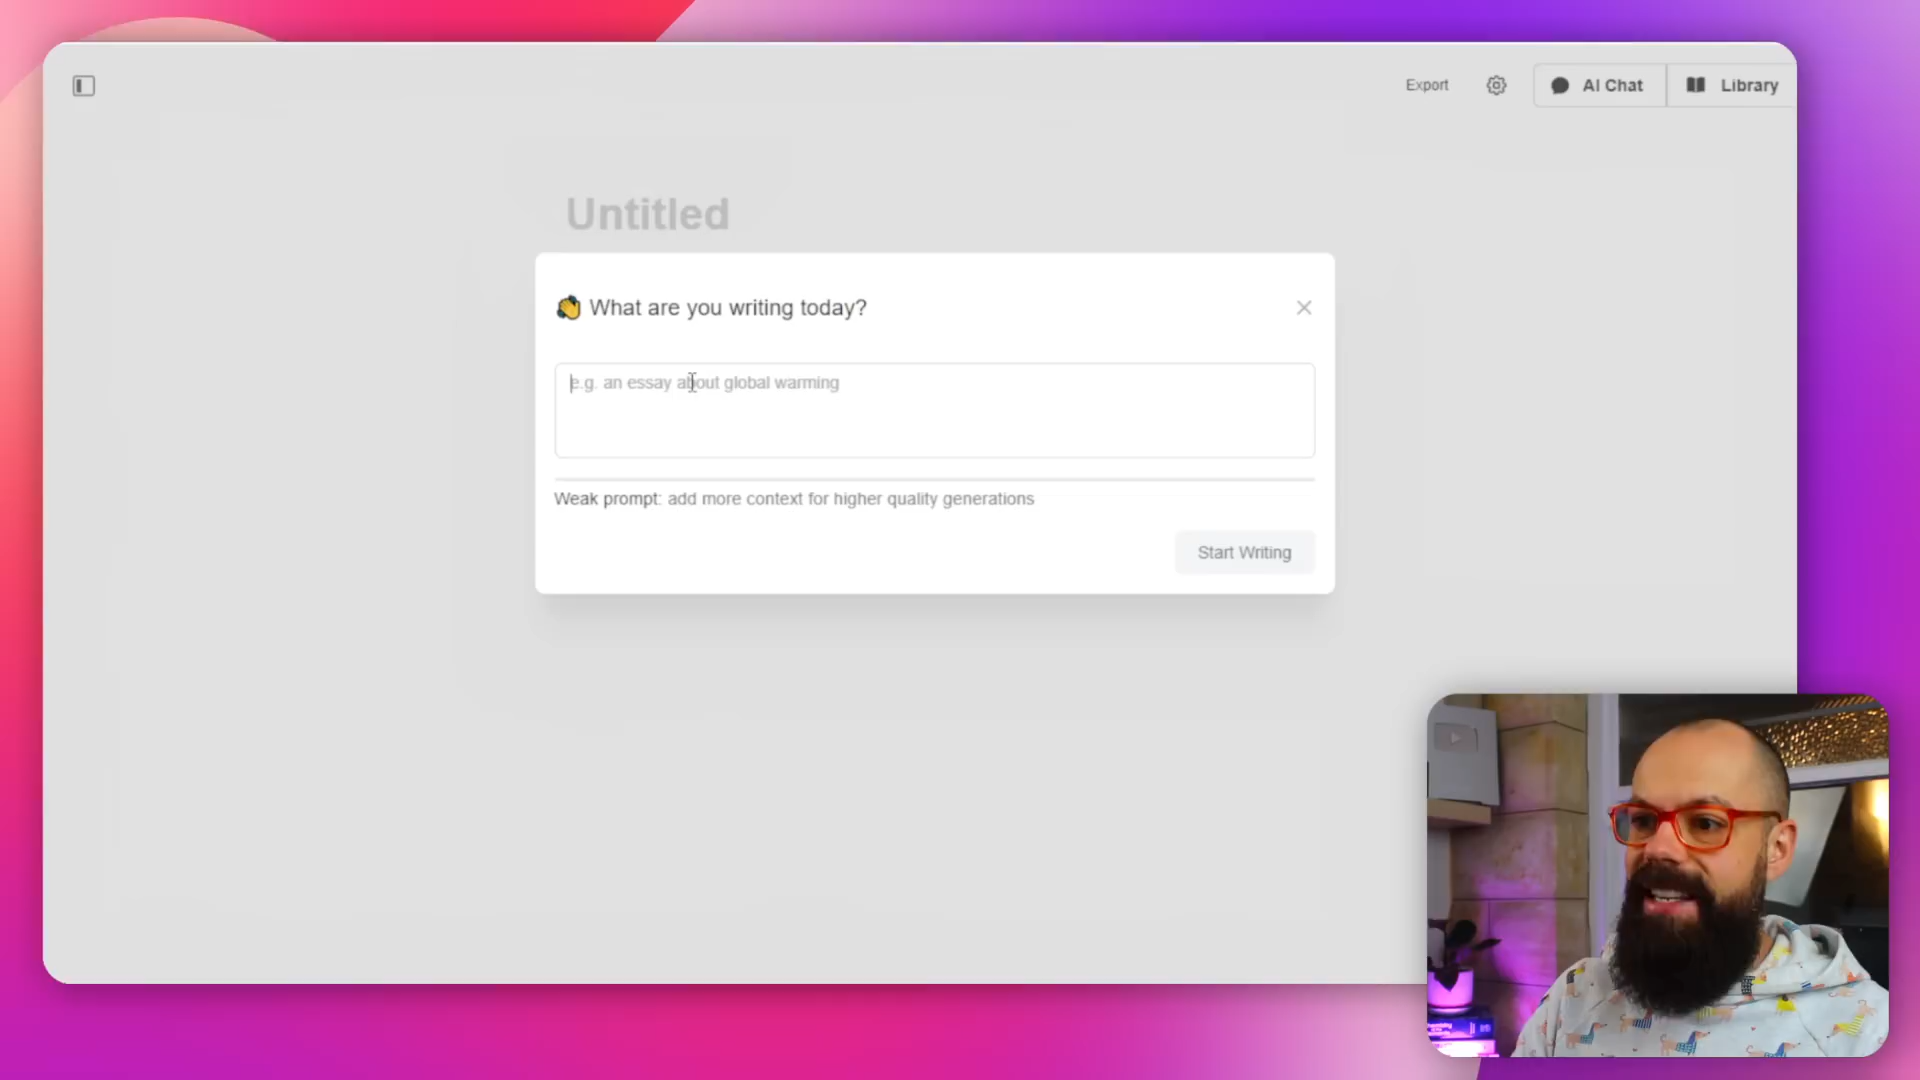 Export
AI Chat
Library
Untitled
What are you writing today?
e.g. an essay about global warming
Weak prompt: add more context for higher quality generations
Start Writing